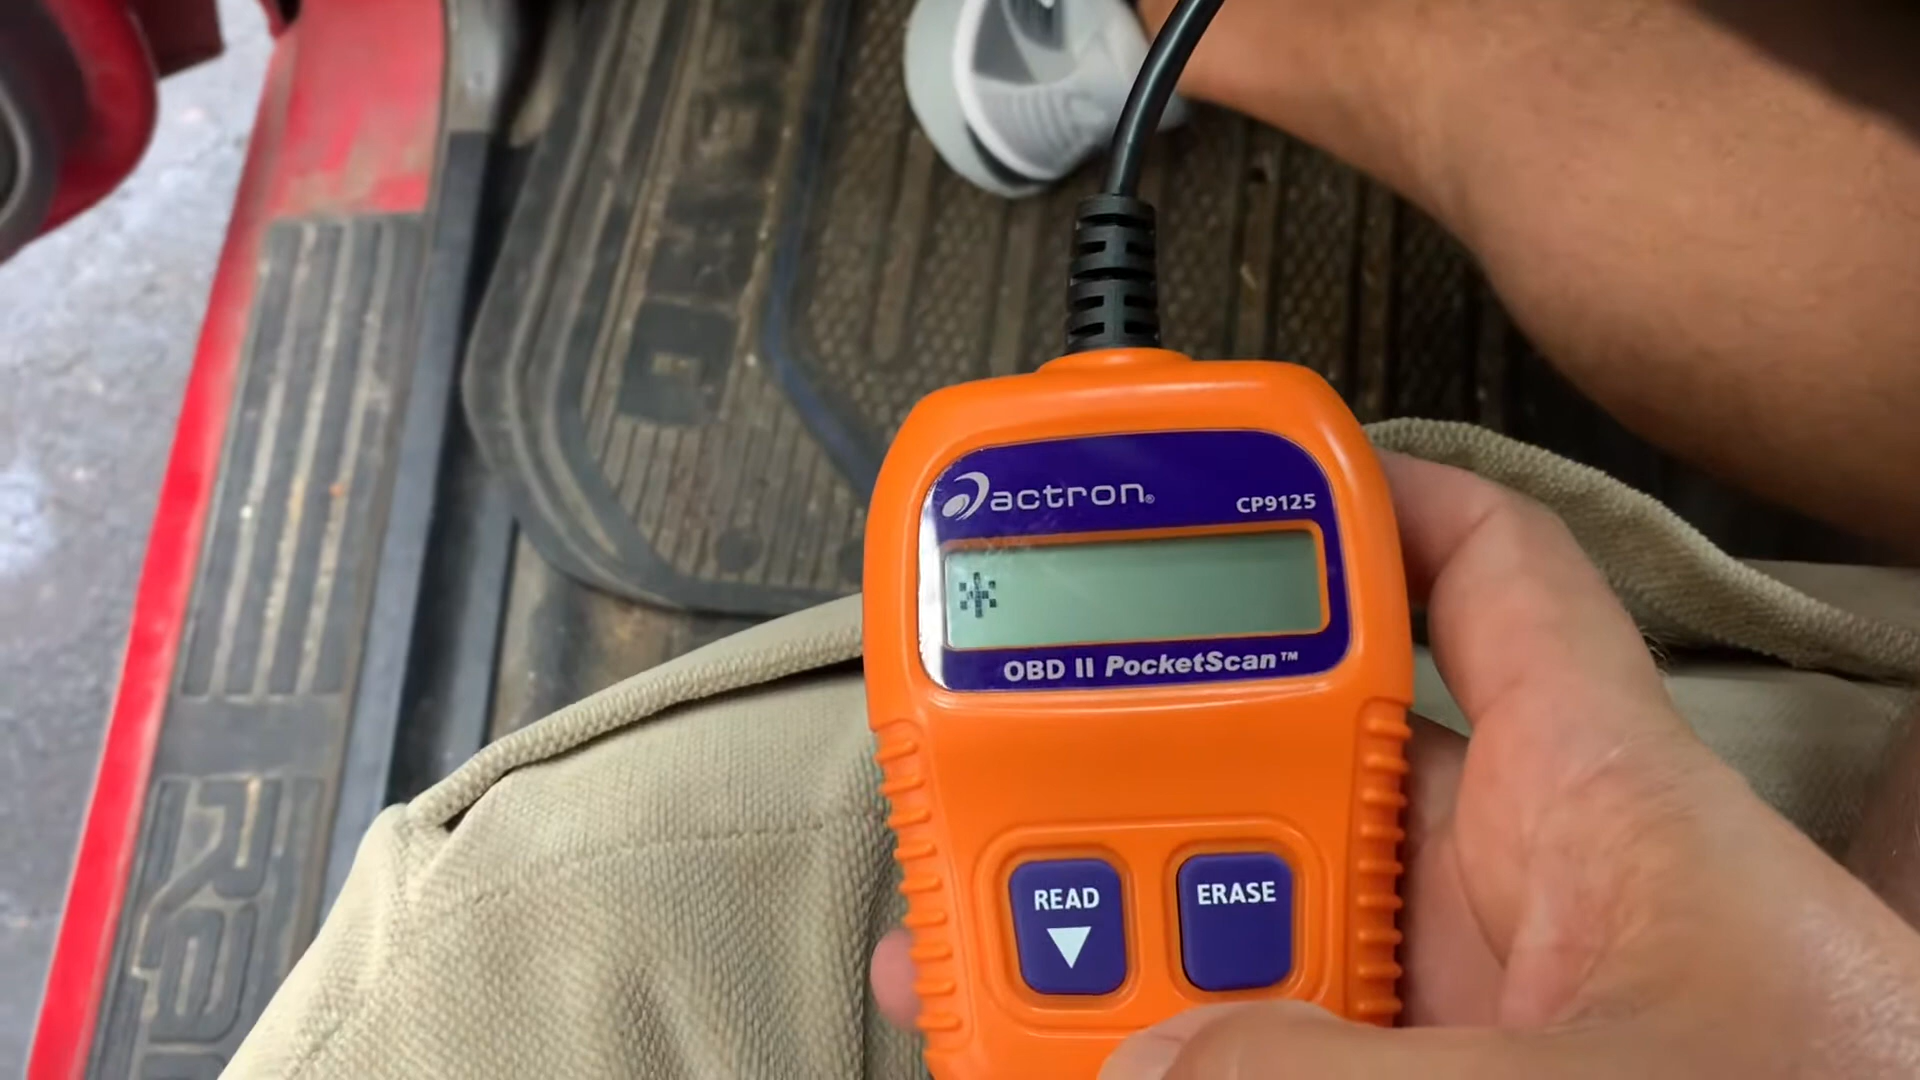 actron®
CP9125
*
OBD II PocketScan™
READ
ERASE